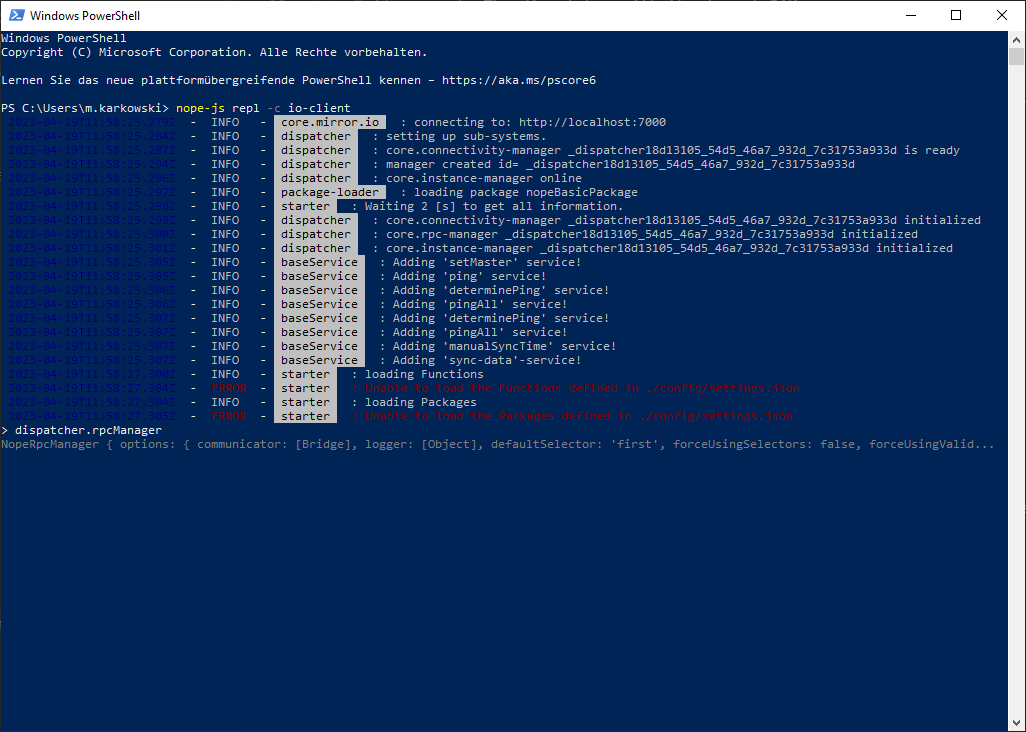 Windows PowerShell
Windows PowerShell
Copyright (C) Microsoft Corporation. Alle Rechte vorbehalten.
Lernen Sie das neue plattformübergreifende PowerShell kennen – https://aka.ms/pscore6
PS C:\Users\m.karkowski> nope-js repl -c io-client
2023-04-19T11:58:25.279Z - INFO - core.mirror.io : connecting to: http://localhost:7000
2023-04-19T11:58:25.284Z - INFO - dispatcher : setting up sub-systems.
2023-04-19T11:58:25.287Z - INFO - dispatcher : core.connectivity-manager _dispatcher18d13105_54d5_46a7_932d_7c31753a933d is ready
2023-04-19T11:58:25.294Z - INFO - dispatcher : manager created id= _dispatcher18d13105_54d5_46a7_932d_7c31753a933d
2023-04-19T11:58:25.296Z - INFO - dispatcher : core.instance-manager online
2023-04-19T11:58:25.297Z - INFO - package-loader : loading package nopeBasicPackage
2023-04-19T11:58:25.298Z - INFO - starter : Waiting 2 [s] to get all information.
2023-04-19T11:58:25.299Z - INFO - dispatcher : core.connectivity-manager _dispatcher18d13105_54d5_46a7_932d_7c31753a933d initialized
2023-04-19T11:58:25.300Z - INFO - dispatcher : core.rpc-manager _dispatcher18d13105_54d5_46a7_932d_7c31753a933d initialized
2023-04-19T11:58:25.301Z - INFO - dispatcher : core.instance-manager _dispatcher18d13105_54d5_46a7_932d_7c31753a933d initialized
2023-04-19T11:58:25.305Z - INFO - baseService : Adding 'setMaster' service!
2023-04-19T11:58:25.305Z - INFO - baseService : Adding 'ping' service!
2023-04-19T11:58:25.306Z - INFO - baseService : Adding 'determinePing' service!
2023-04-19T11:58:25.306Z - INFO - baseService : Adding 'pingAll' service!
2023-04-19T11:58:25.307Z - INFO - baseService : Adding 'determinePing' service!
2023-04-19T11:58:25.307Z - INFO - baseService : Adding 'pingAll' service!
2023-04-19T11:58:25.307Z - INFO - baseService : Adding 'manualSyncTime' service!
2023-04-19T11:58:25.307Z - INFO - baseService : Adding 'sync-data'-service!
2023-04-19T11:58:27.300Z - INFO - starter : loading Functions
2023-04-19T11:58:27.304Z - ERROR - starter : Unable to load the Functions defined in ./config/settings.json
2023-04-19T11:58:27.304Z - INFO - starter : loading Packages
2023-04-19T11:58:27.305Z - ERROR - starter : Unable to load the Packages defined in ./config/settings.json
> dispatcher.rpcManager
NopeRpcManager { options: { communicator: [Bridge], logger: [Object], defaultSelector: 'first', forceUsingSelectors: false, forceUsingValid...